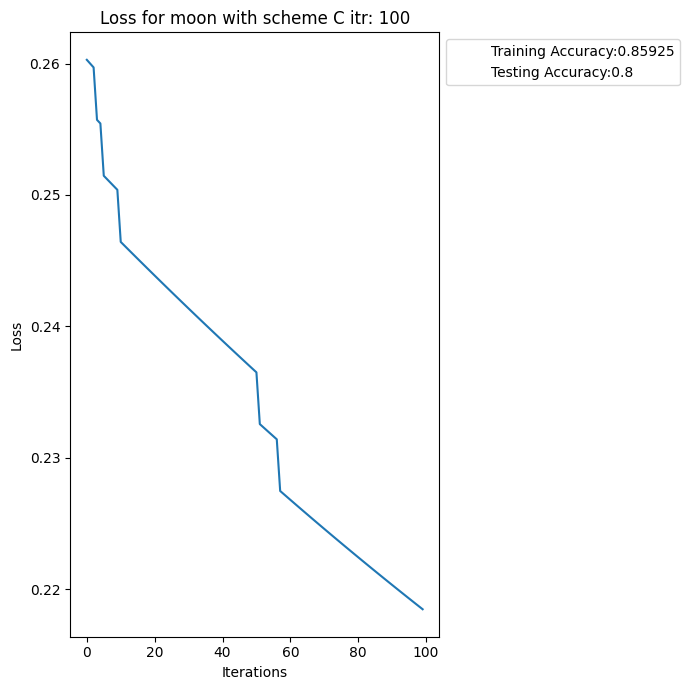 Loss for moon with scheme C itr: 100
Training Accuracy:0.85925
Testing Accuracy:0.8
0.26
0.25
0.24
0.23
0.22
Loss
0 20 40 60 80 100
Iterations